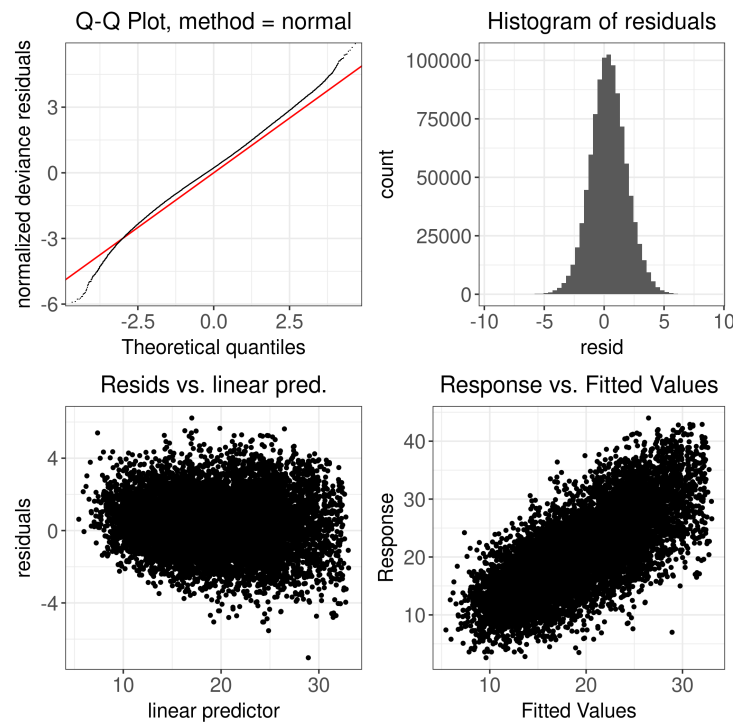 Q-Q Plot, method = normal
normalized deviance residuals
3
0
-3
-6
-2.5 0.0 2.5
Theoretical quantiles
Histogram of residuals
count
100000
75000
50000
25000
0
-10 -5 0 5 10
resid
Resids vs. linear pred.
residuals
4
0
-4
10 20 30
linear predictor
Response vs. Fitted Values
Response
40
30
20
10
10 20 30
Fitted Values